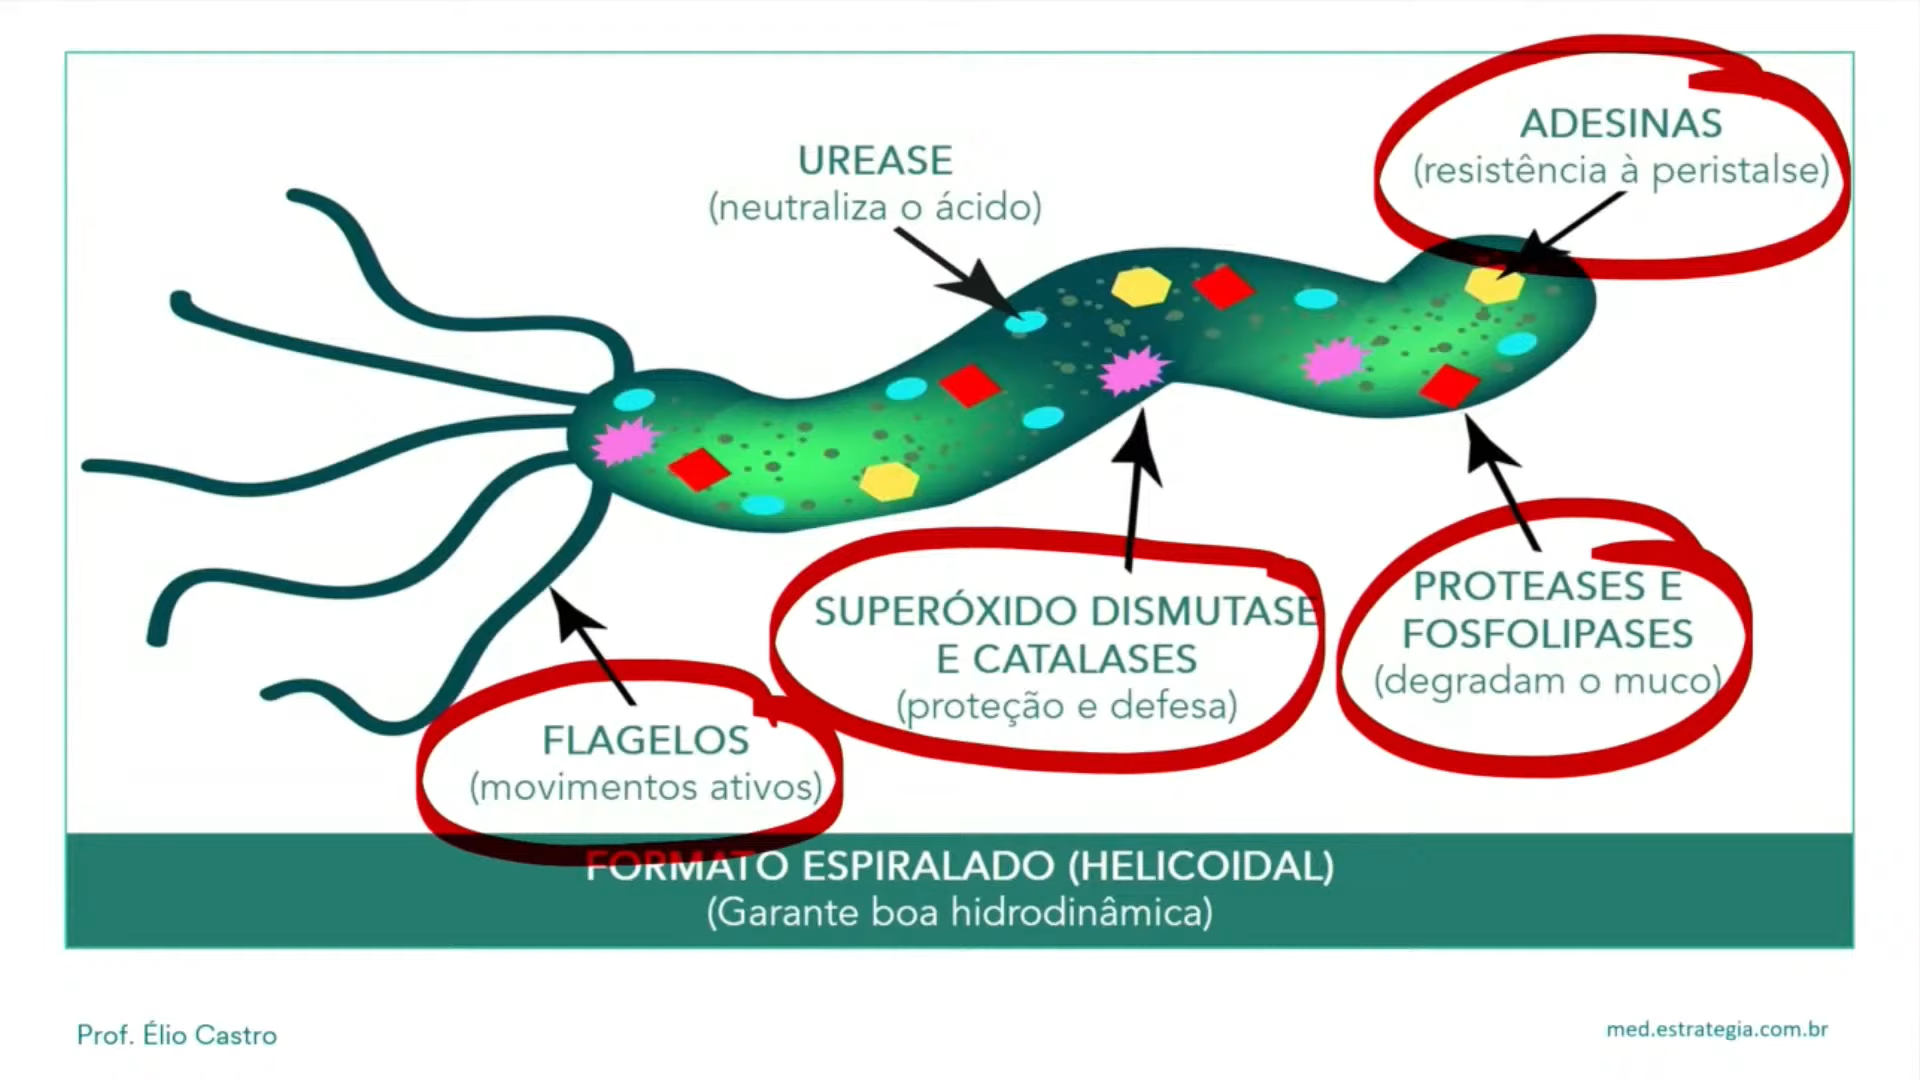 ADESINAS
(resistência à peristalse)
UREASE
(neutraliza o ácido)
SUPERÓXIDO DISMUTASE
E CATALASES
(proteção e defesa)
PROTEASES E
FOSFOLIPASES
(degradam o muco)
FLAGELOS
(movimentos ativos)
FORMATO ESPIRALADO (HELICOIDAL)
(Garante boa hidrodinâmica)
Prof. Élio Castro
med.estrategia.com.br